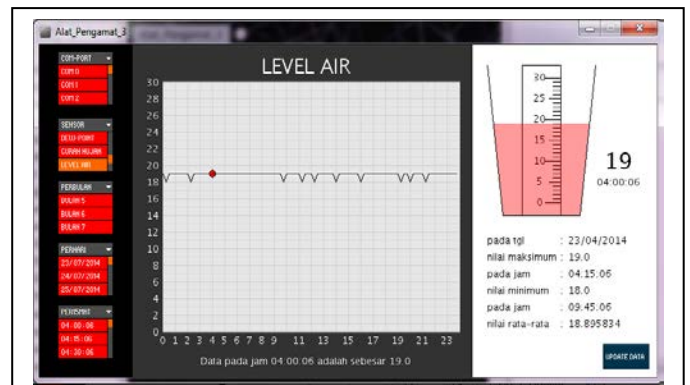 Alat_Pengamat_3
COM-PORT
COM 0
COM 1
COM 2
SENSOR
DEW-POINT
CURAH HUJAN
LEVEL AIR
PERBULAN
BULAN 5
BULAN 6
BULAN 7
PERHARI
23/07/2014
24/07/2014
25/07/2014
PER15MNT
04:00:06
04:15:06
04:30:06
LEVEL AIR
30
28
26
24
22
20
18
16
14
12
10
8
6
4
2
0
0 1 2 3 4 5 6 7 8 9 10 11 13 14 15 17 19 21 23
Data pada jam 04:00:06 adalah sebesar 19.0
30
25
20
15
10
5
0
19
04:00:06
pada tgl : 23/04/2014
nilai maksimum : 19.0
pada jam : 04:15:06
nilai minimum : 18.0
pada jam : 09:45:06
nilai rata-rata : 18.895834
UPDATE DATA